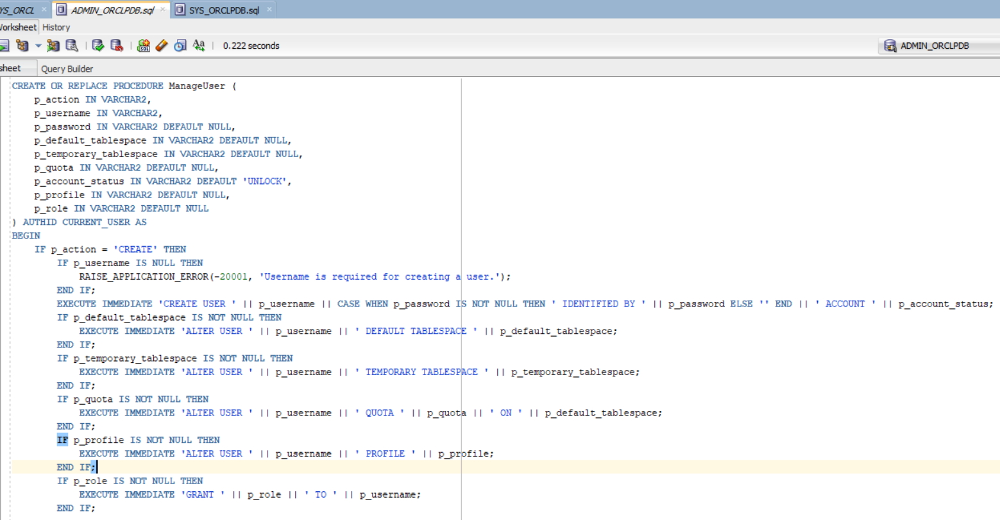 YS_ORCL × ADMIN_ORCLPDB.sql × SYS_ORCLPDB.sql ×
Worksheet History
0.222 seconds ADMIN_ORCLPDB
sheet Query Builder
CREATE OR REPLACE PROCEDURE ManageUser (
    p_action IN VARCHAR2,
    p_username IN VARCHAR2,
    p_password IN VARCHAR2 DEFAULT NULL,
    p_default_tablespace IN VARCHAR2 DEFAULT NULL,
    p_temporary_tablespace IN VARCHAR2 DEFAULT NULL,
    p_quota IN VARCHAR2 DEFAULT NULL,
    p_account_status IN VARCHAR2 DEFAULT 'UNLOCK',
    p_profile IN VARCHAR2 DEFAULT NULL,
    p_role IN VARCHAR2 DEFAULT NULL
) AUTHID CURRENT_USER AS
BEGIN
    IF p_action = 'CREATE' THEN
        IF p_username IS NULL THEN
            RAISE_APPLICATION_ERROR(-20001, 'Username is required for creating a user.');
        END IF;
        EXECUTE IMMEDIATE 'CREATE USER ' || p_username || CASE WHEN p_password IS NOT NULL THEN ' IDENTIFIED BY ' || p_password ELSE '' END || ' ACCOUNT ' || p_account_status;
        IF p_default_tablespace IS NOT NULL THEN
            EXECUTE IMMEDIATE 'ALTER USER ' || p_username || ' DEFAULT TABLESPACE ' || p_default_tablespace;
        END IF;
        IF p_temporary_tablespace IS NOT NULL THEN
            EXECUTE IMMEDIATE 'ALTER USER ' || p_username || ' TEMPORARY TABLESPACE ' || p_temporary_tablespace;
        END IF;
        IF p_quota IS NOT NULL THEN
            EXECUTE IMMEDIATE 'ALTER USER ' || p_username || ' QUOTA ' || p_quota || ' ON ' || p_default_tablespace;
        END IF;
        IF p_profile IS NOT NULL THEN
            EXECUTE IMMEDIATE 'ALTER USER ' || p_username || ' PROFILE ' || p_profile;
        END IF;
        IF p_role IS NOT NULL THEN
            EXECUTE IMMEDIATE 'GRANT ' || p_role || ' TO ' || p_username;
        END IF;